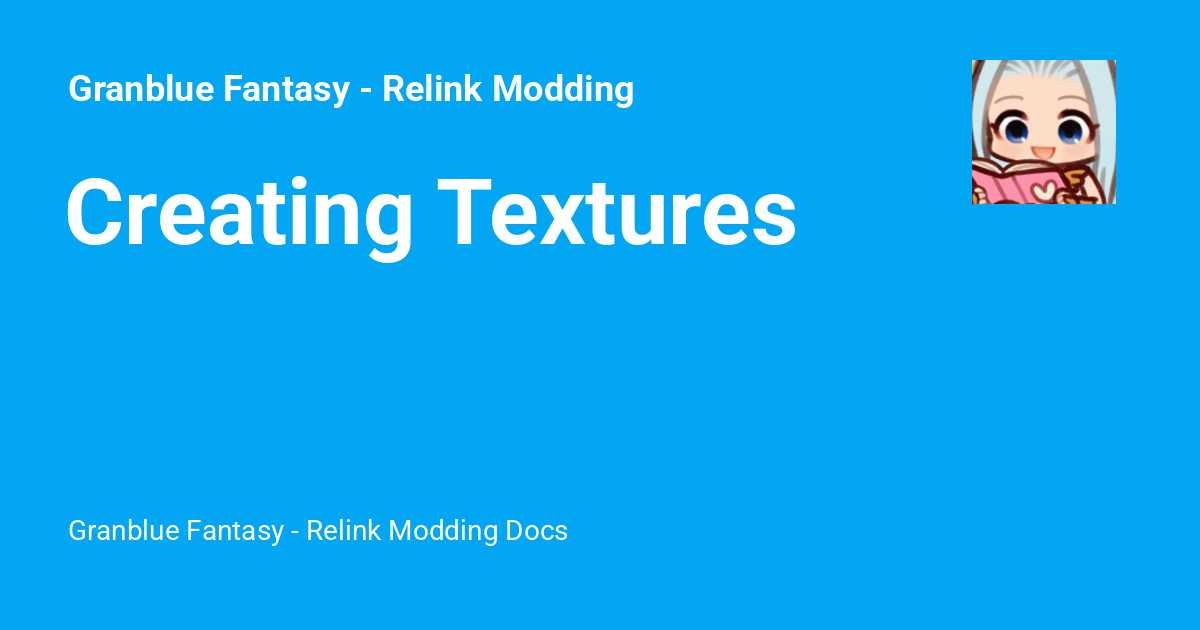 Granblue Fantasy - Relink Modding
Creating Textures
Granblue Fantasy - Relink Modding Docs